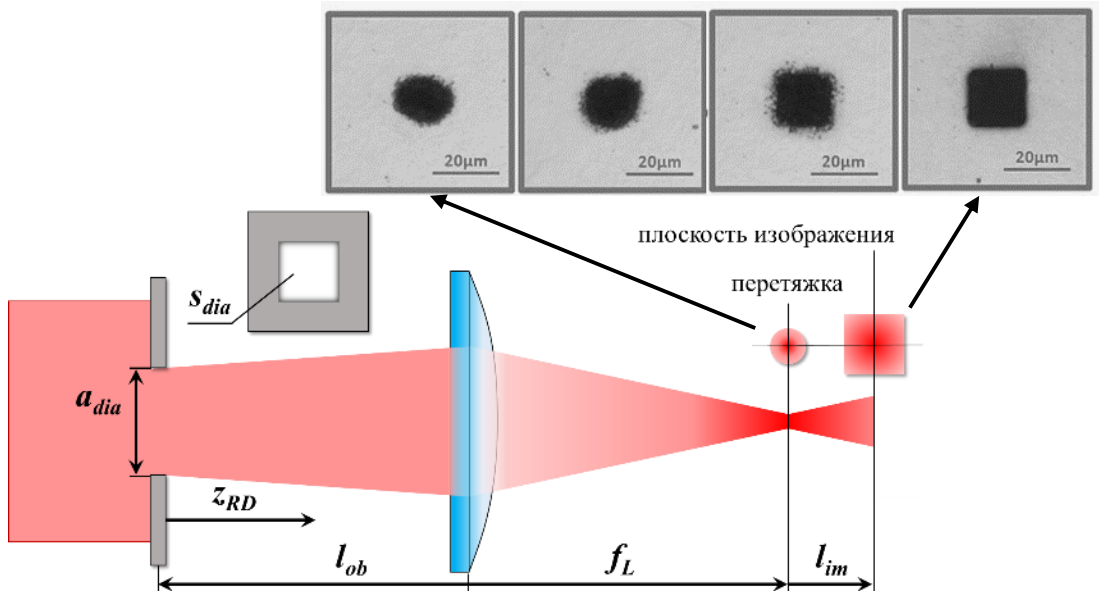 20µm
20µm
20µm
20µm
плоскость изображения
перетяжка
s_dia
a_dia
z_RD
l_ob
f_L
l_im